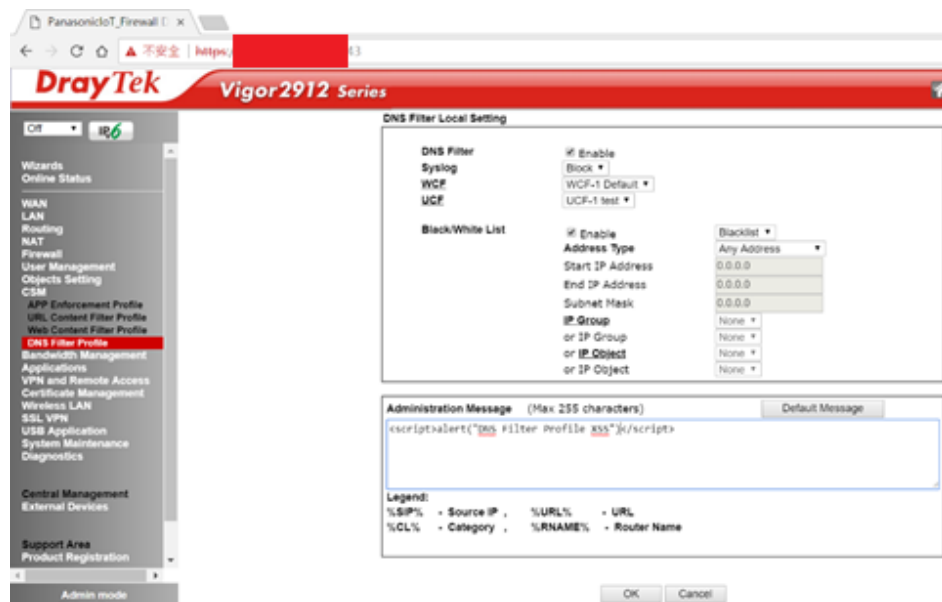 PanasonicIoT_Firewall
不安全 | https:/
43
DrayTek Vigor2912 Series
Off IPv6
Wizards
Online Status
WAN
LAN
Routing
NAT
Firewall
User Management
Objects Setting
CSM
APP Enforcement Profile
URL Content Filter Profile
Web Content Filter Profile
DNS Filter Profile
Bandwidth Management
Applications
VPN and Remote Access
Certificate Management
Wireless LAN
SSL VPN
USB Application
System Maintenance
Diagnostics
Central Management
External Devices
Support Area
Product Registration
Admin mode
DNS Filter Local Setting
DNS Filter Enable
Syslog Block
WCF WCF-1 Default
UCF UCF-1 test
Black/White List Enable Blacklist
Address Type Any Address
Start IP Address 0.0.0.0
End IP Address 0.0.0.0
Subnet Mask 0.0.0.0
IP Group None
or IP Group None
or IP Object None
or IP Object None
Administration Message (Max 255 characters) Default Message
<script>alert("DNS Filter Profile XSS")</script>
Legend:
%SIP% - Source IP , %URL% - URL
%CL% - Category , %RNAME% - Router Name
OK Cancel